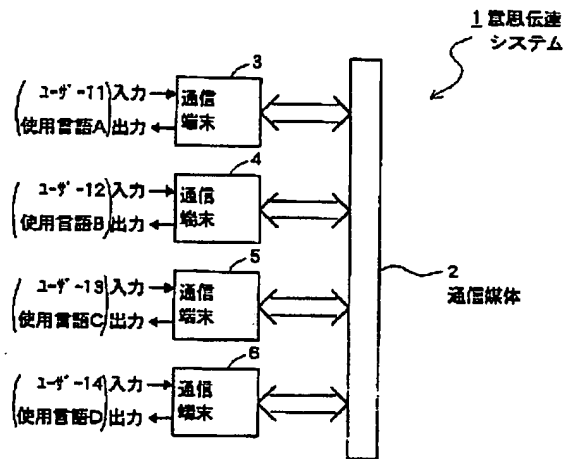 1 意思伝達
システム
3
ユーザー11 入力
通信
端末
使用言語A 出力
4
ユーザー12 入力
通信
端末
使用言語B 出力
5
ユーザー13 入力
通信
端末
使用言語C 出力
2
通信媒体
6
ユーザー14 入力
通信
端末
使用言語D 出力